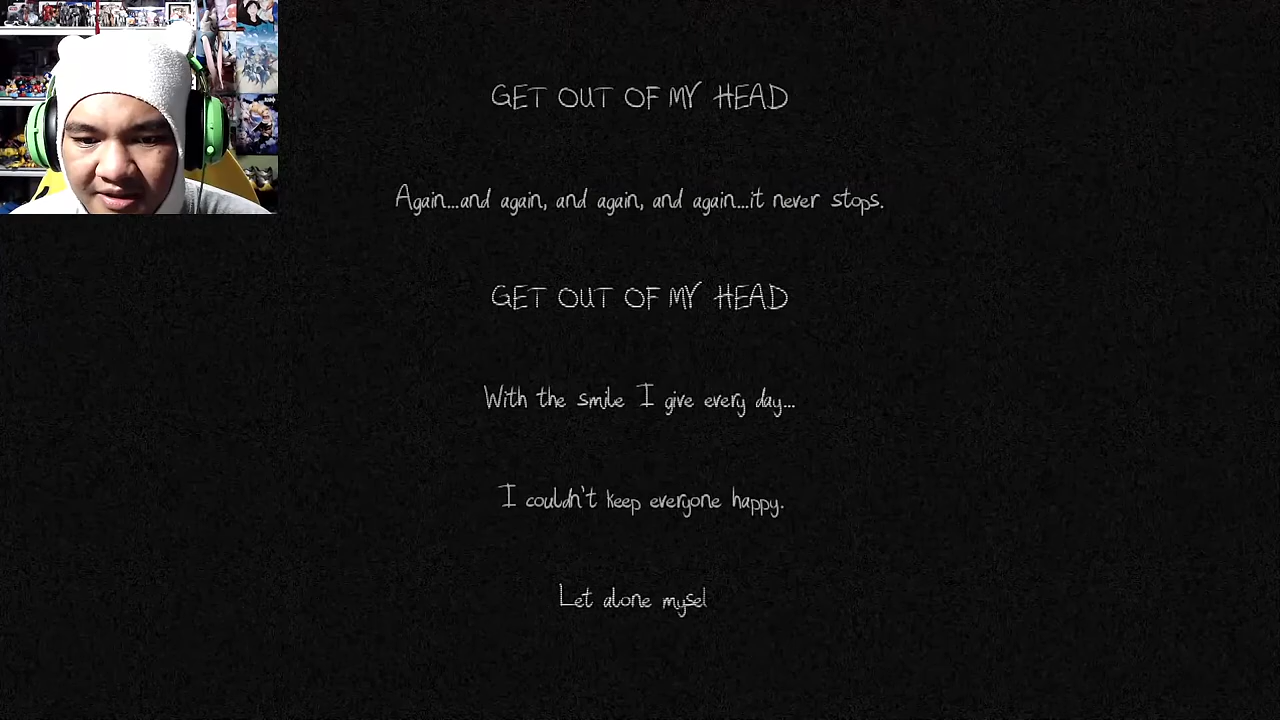 GET OUT OF MY HEAD
Again...and again, and again, and again...it never stops.
GET OUT OF MY HEAD
With the smile I give every day...
I couldn't keep everyone happy.
Let alone mysel